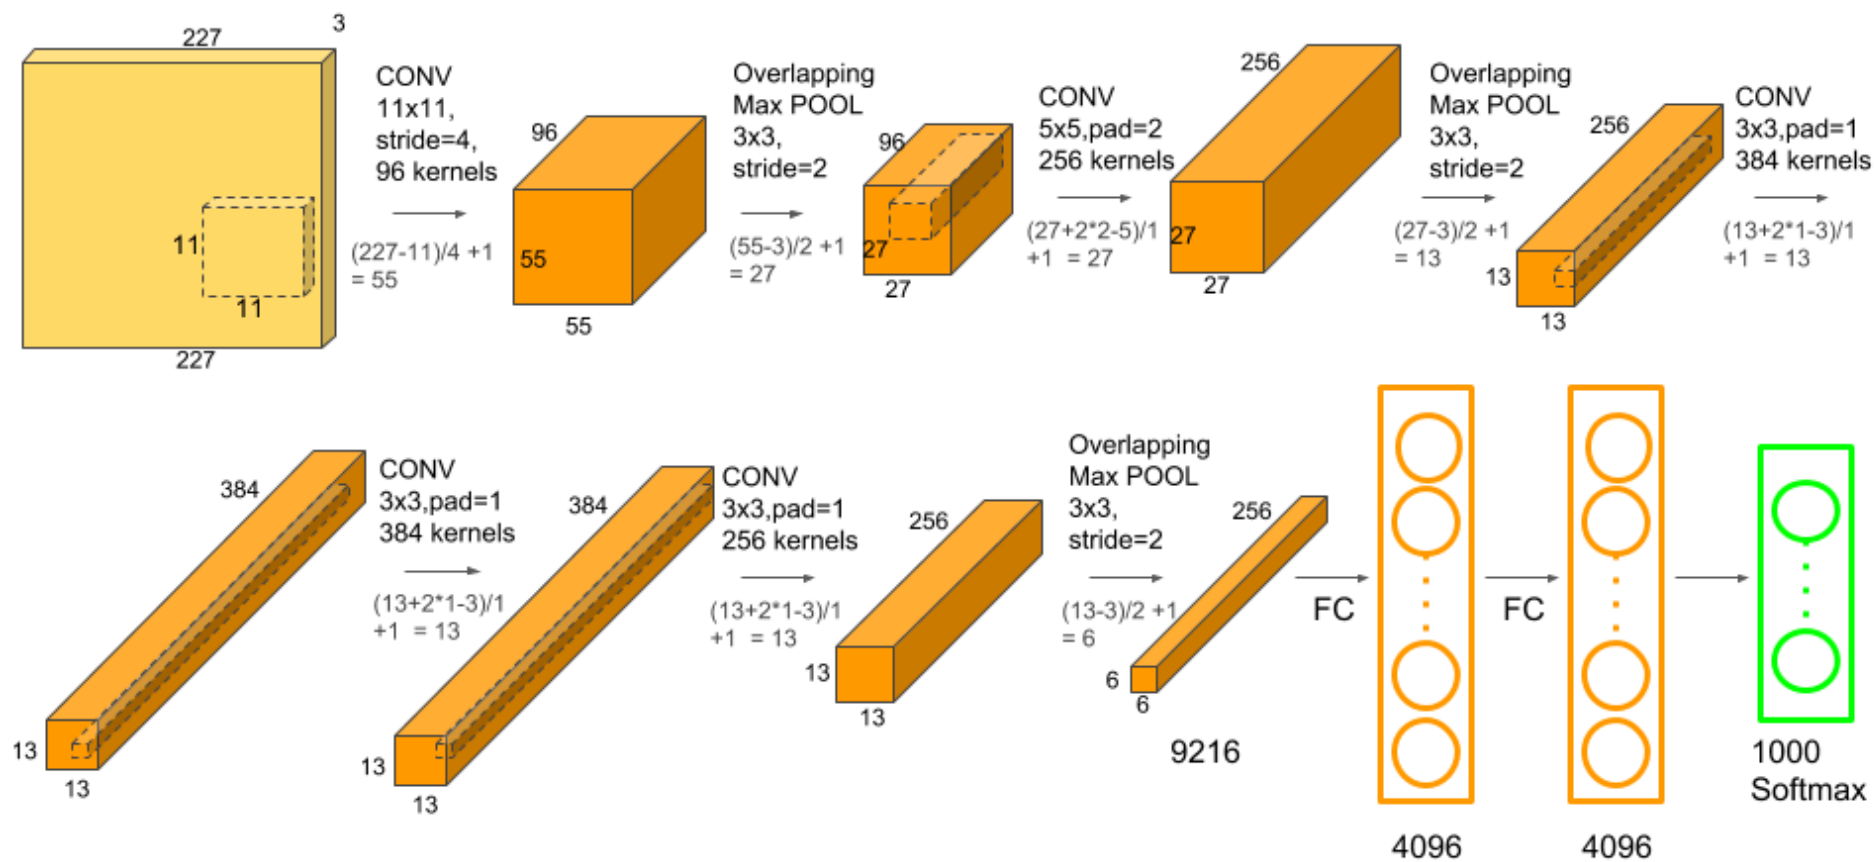 227
3
11
11
227
CONV
11x11,
stride=4,
96 kernels
(227-11)/4 +1
= 55
96
55
55
Overlapping
Max POOL
3x3,
stride=2
(55-3)/2 +1
= 27
96
27
27
CONV
5x5,pad=2
256 kernels
(27+2*2-5)/1
+1 = 27
256
27
27
Overlapping
Max POOL
3x3,
stride=2
(27-3)/2 +1
= 13
256
13
13
CONV
3x3,pad=1
384 kernels
(13+2*1-3)/1
+1 = 13
384
13
13
CONV
3x3,pad=1
384 kernels
(13+2*1-3)/1
+1 = 13
384
13
13
CONV
3x3,pad=1
256 kernels
(13+2*1-3)/1
+1 = 13
256
13
13
Overlapping
Max POOL
3x3,
stride=2
(13-3)/2 +1
= 6
256
6
6
9216
FC
4096
FC
4096
1000
Softmax